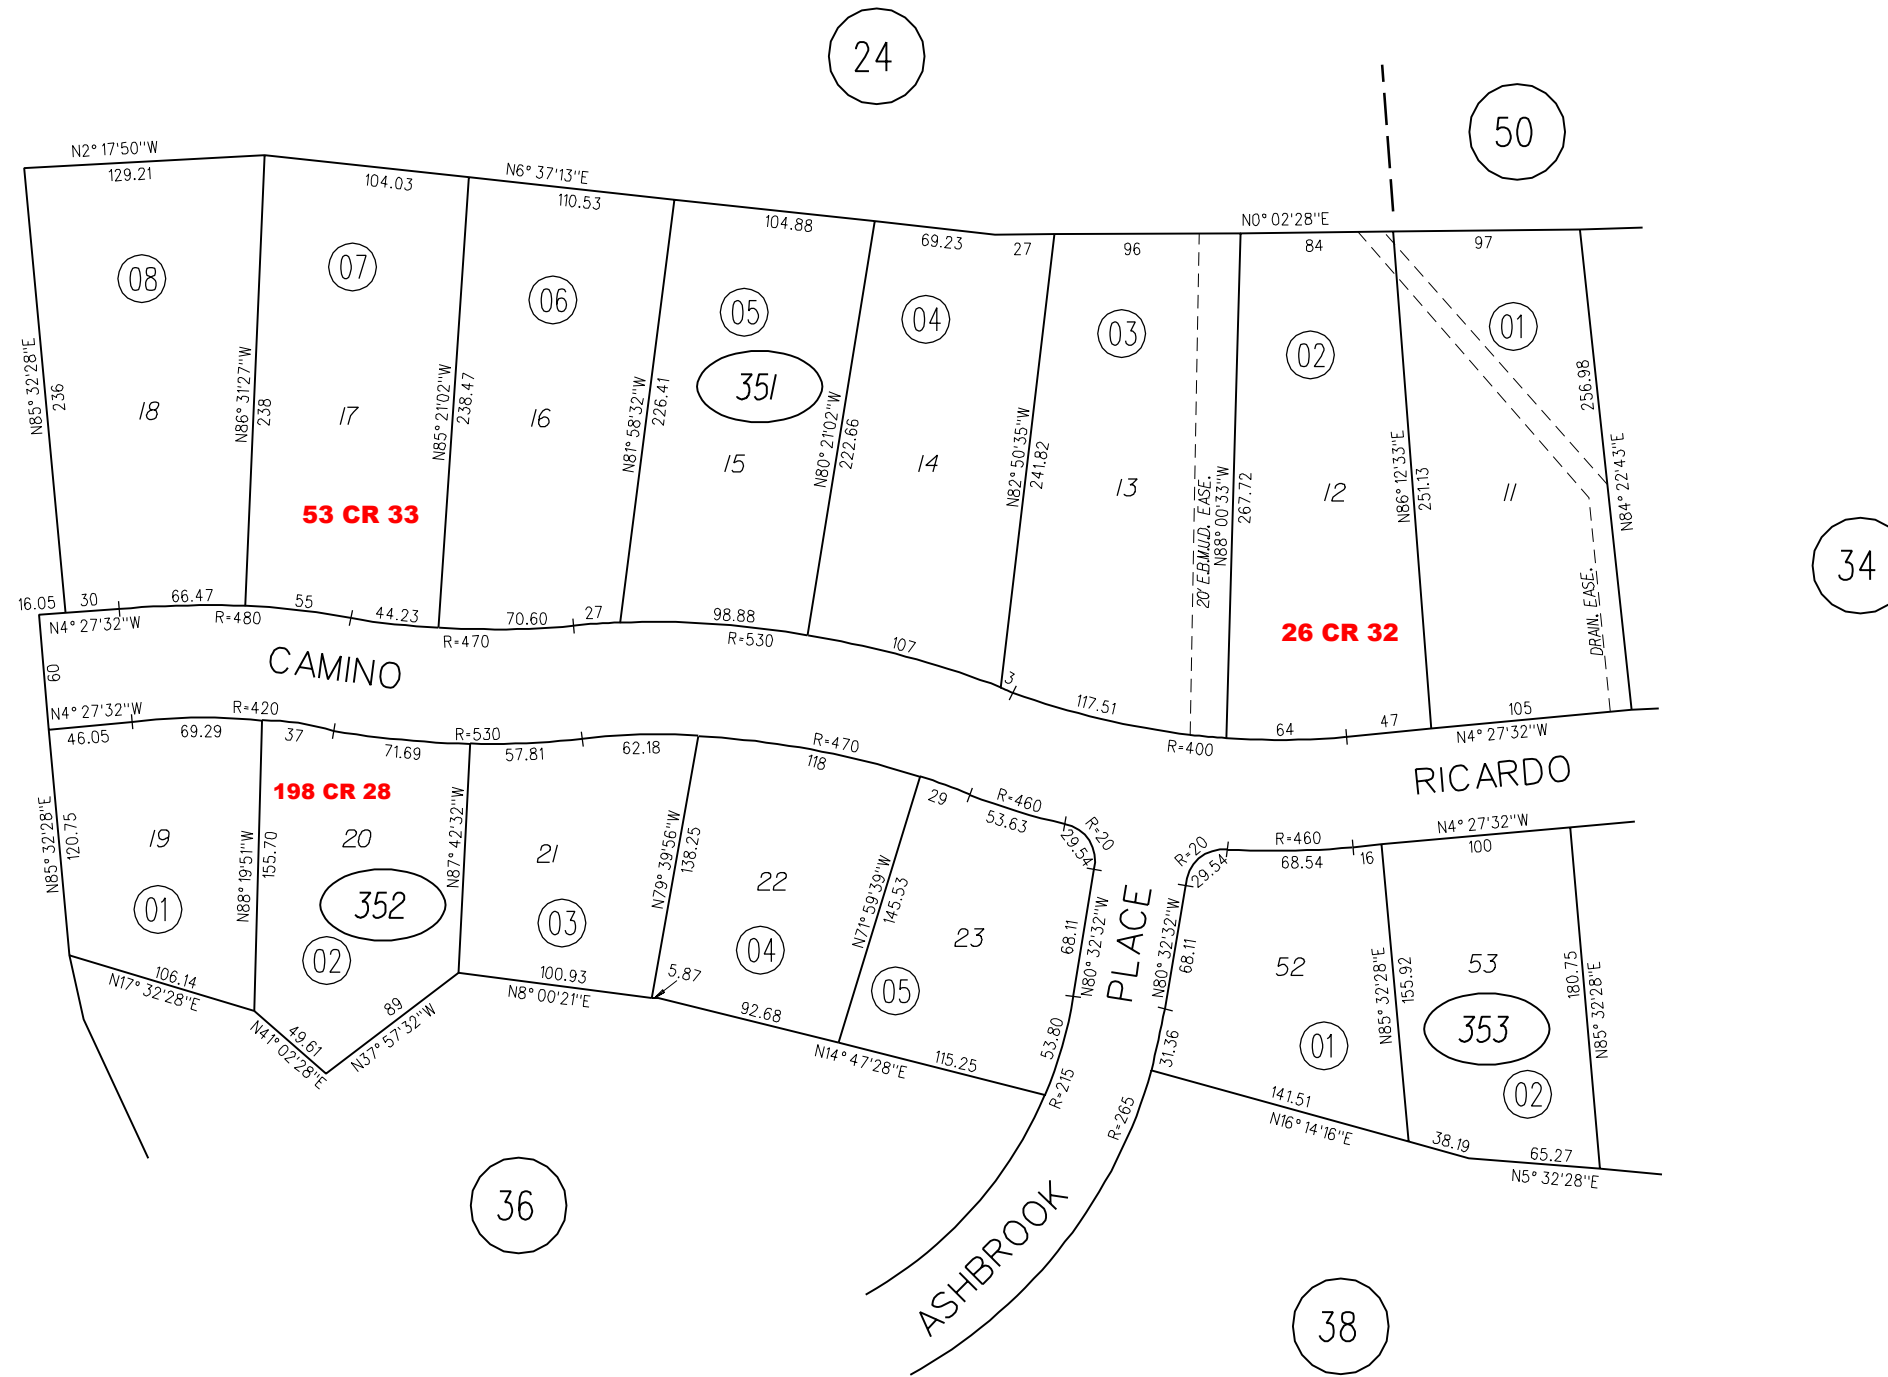 24
50
N2° 17'50"W
129.21
104.03
N6° 37'13"E
110.53
104.88
69.23
27
N0° 02'28"E
96
84
97
08
07
06
05
04
03
02
01
351
N85° 32'28"E
236
18
N86° 31'27"W
238
17
N85° 21'02"W
238.47
16
N81° 58'32"W
226.41
15
N80° 21'02"W
222.66
14
N82° 50'35"W
241.82
13
20' E.B.M.U.D. EASE.
N88° 00'33"W
267.72
12
N86° 12'33"E
251.13
11
256.98
N84° 22'43"E
DRAIN. EASE.
34
53 CR 33
26 CR 32
16.05
30
66.47
55
44.23
70.60
27
98.88
107
3
117.51
64
47
105
N4° 27'32"W
R=480
R=470
R=530
R=400
N4° 27'32"W
60
CAMINO
RICARDO
N4° 27'32"W
R=420
R=530
R=470
R=460
R=20
46.05
69.29
37
71.69
57.81
62.18
118
29
53.63
29.54
198 CR 28
N85° 32'28"E
120.75
19
01
N88° 19'51"W
155.70
20
352
02
N87° 42'32"W
21
03
N79° 39'56"W
138.25
22
04
N71° 59'39"W
145.53
23
05
68.11
N80° 32'32"W
PLACE
N80° 32'32"W
68.11
R=20
29.54
R=460
68.54
16
N4° 27'32"W
100
52
01
N85° 32'28"E
155.92
53
353
02
180.75
N85° 32'28"E
106.14
N17° 32'28"E
49.61
N41° 02'28"E
89
N37° 57'32"W
100.93
N8° 00'21"E
5.87
92.68
N14° 47'28"E
115.25
53.80
R=215
31.36
R=265
141.51
N16° 14'16"E
38.19
65.27
N5° 32'28"E
36
ASHBROOK
38